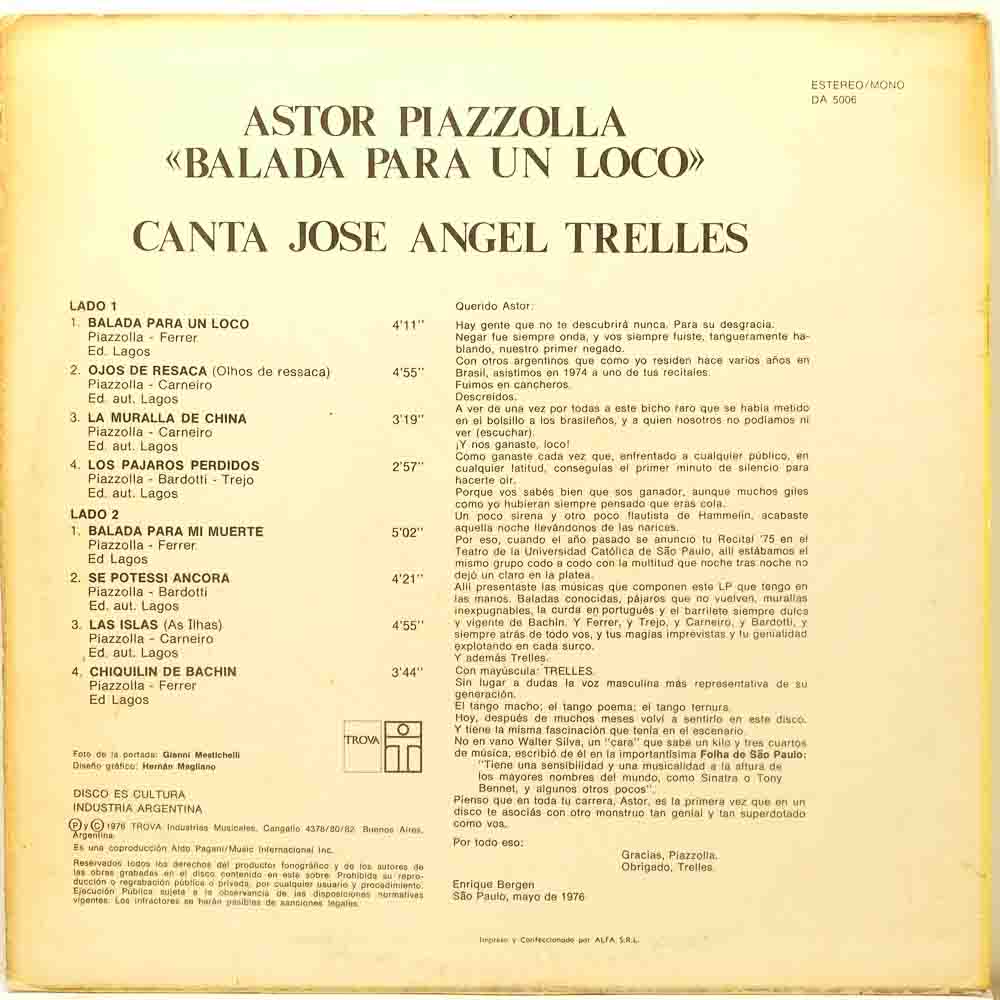 ESTEREO/MONO
DA 5006
ASTOR PIAZZOLLA
«BALADA PARA UN LOCO»
CANTA JOSE ANGEL TRELLES
LADO 1
1. BALADA PARA UN LOCO 4'11''
Piazzolla - Ferrer
Ed. Lagos
2. OJOS DE RESACA (Olhos de ressaca) 4'55''
Piazzolla - Carneiro
Ed. aut. Lagos
3. LA MURALLA DE CHINA 3'19''
Piazzolla - Carneiro
Ed. aut. Lagos
4. LOS PAJAROS PERDIDOS 2'57''
Piazzolla - Bardotti - Trejo
Ed. aut. Lagos
LADO 2
1. BALADA PARA MI MUERTE 5'02''
Piazzolla - Ferrer
Ed Lagos
2. SE POTESSI ANCORA 4'21''
Piazzolla - Bardotti
Ed. aut. Lagos
3. LAS ISLAS (As Ilhas) 4'55''
Piazzolla - Carneiro
Ed. aut. Lagos
4. CHIQUILIN DE BACHIN 3'44''
Piazzolla - Ferrer
Ed Lagos
TROVA
Foto de la portada: Gianni Mestichelli
Diseño gráfico: Hernán Magliano
DISCO ES CULTURA
INDUSTRIA ARGENTINA
Ⓟ y Ⓒ 1976 TROVA Industrias Musicales, Cangallo 4378/80/82 Buenos Aires,
Argentina.
Es una coproducción Aldo Pagani/Music Internacional Inc.
Reservados todos los derechos del productor fonográfico y de los autores de
las obras grabadas en el disco contenido en este sobre. Prohibida su repro-
ducción o regrabación pública o privada, por cualquier usuario y procedimiento.
Ejecución Pública sujeta a la observancia de las disposiciones normativas
vigentes. Los infractores se harán pasibles de sanciones legales.
Querido Astor:
Hay gente que no te descubrirá nunca. Para su desgracia.
Negar fue siempre onda, y vos siempre fuiste, tangueramente ha-
blando, nuestro primer negado.
Con otros argentinos que como yo residen hace varios años en
Brasil, asistimos en 1974 a uno de tus recitales.
Fuimos en cancheros.
Descreídos.
A ver de una vez por todas a este bicho raro que se había metido
en el bolsillo a los brasileños, y a quien nosotros no podíamos ni
ver (escuchar).
¡Y nos ganaste, loco!
Como ganaste cada vez que, enfrentado a cualquier público, en
cualquier latitud, conseguías el primer minuto de silencio para
hacerte oír.
Porque vos sabés bien que sos ganador, aunque muchos giles
como yo hubieran siempre pensado que eras cola.
Un poco sirena y otro poco flautista de Hammelin, acabaste
aquella noche llevándonos de las narices.
Por eso, cuando el año pasado se anunció tu Recital '75 en el
Teatro de la Universidad Católica de São Paulo, allí estábamos el
mismo grupo codo a codo con la multitud que noche tras noche no
dejó un claro en la platea.
Allí presentaste las músicas que componen este LP que tengo en
las manos. Baladas conocidas, pájaros que no vuelven, murallas
inexpugnables, la curda en portugués y el barrilete siempre dulce
y vigente de Bachín. Y Ferrer, y Trejo, y Carneiro, y Bardotti, y
siempre atrás de todo vos, y tus magias imprevistas y tu genialidad
explotando en cada surco.
Y además Trelles.
Con mayúscula: TRELLES.
Sin lugar a dudas la voz masculina más representativa de su
generación.
El tango macho; el tango poema; el tango ternura.
Hoy, después de muchos meses volví a sentirlo en este disco.
Y tiene la misma fascinación que tenía en el escenario.
No en vano Walter Silva, un "cara" que sabe un kilo y tres cuartos
de música, escribió de él en la importantísima Folha de São Paulo:
"Tiene una sensibilidad y una musicalidad a la altura de
los mayores nombres del mundo, como Sinatra o Tony
Bennet, y algunos otros pocos".
Pienso que en toda tu carrera, Astor, es la primera vez que en un
disco te asociás con otro monstruo tan genial y tan superdotado
como vos.
Por todo eso:
Gracias, Piazzolla.
Obrigado, Trelles.
Enrique Bergen
São Paulo, mayo de 1976
Impreso y Confeccionado por ALFA, S.R.L.